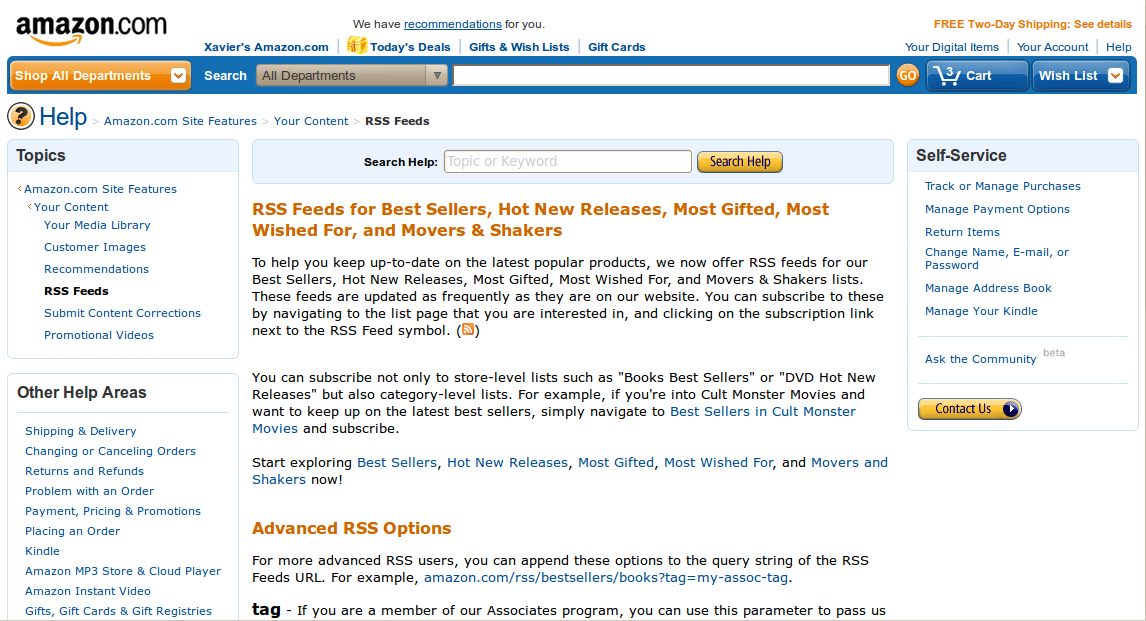 amazon.com
We have recommendations for you.
FREE Two-Day Shipping: See details
Xavier's Amazon.com
Today's Deals
Gifts & Wish Lists
Gift Cards
Your Digital Items
Your Account
Help
Shop All Departments
Search
All Departments
GO
3
Cart
Wish List
? Help > Amazon.com Site Features > Your Content > RSS Feeds
Topics
Amazon.com Site Features
Your Content
Your Media Library
Customer Images
Recommendations
RSS Feeds
Submit Content Corrections
Promotional Videos
Other Help Areas
Shipping & Delivery
Changing or Canceling Orders
Returns and Refunds
Problem with an Order
Payment, Pricing & Promotions
Placing an Order
Kindle
Amazon MP3 Store & Cloud Player
Amazon Instant Video
Gifts, Gift Cards & Gift Registries
Search Help:
Topic or Keyword
Search Help
RSS Feeds for Best Sellers, Hot New Releases, Most Gifted, Most
Wished For, and Movers & Shakers
To help you keep up-to-date on the latest popular products, we now offer RSS feeds for our
Best Sellers, Hot New Releases, Most Gifted, Most Wished For, and Movers & Shakers lists.
These feeds are updated as frequently as they are on our website. You can subscribe to these
by navigating to the list page that you are interested in, and clicking on the subscription link
next to the RSS Feed symbol. ()
You can subscribe not only to store-level lists such as "Books Best Sellers" or "DVD Hot New
Releases" but also category-level lists. For example, if you're into Cult Monster Movies and
want to keep up on the latest best sellers, simply navigate to Best Sellers in Cult Monster
Movies and subscribe.
Start exploring Best Sellers, Hot New Releases, Most Gifted, Most Wished For, and Movers and
Shakers now!
Advanced RSS Options
For more advanced RSS users, you can append these options to the query string of the RSS
Feeds URL. For example, amazon.com/rss/bestsellers/books?tag=my-assoc-tag.
tag - If you are a member of our Associates program, you can use this parameter to pass us
Self-Service
Track or Manage Purchases
Manage Payment Options
Return Items
Change Name, E-mail, or
Password
Manage Address Book
Manage Your Kindle
Ask the Community beta
Contact Us